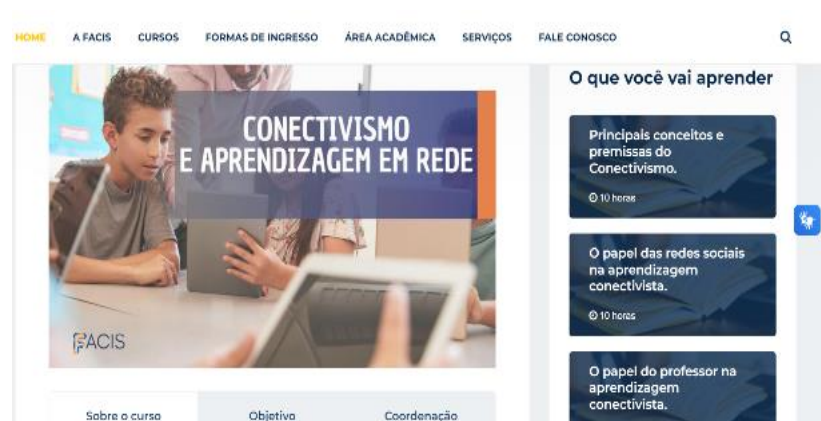 HOME A FACIS CURSOS FORMAS DE INGRESSO ÁREA ACADÊMICA SERVIÇOS FALE CONOSCO
CONECTIVISMO
E APRENDIZAGEM EM REDE
FACIS
Sobre o curso Objetivo Coordenação
O que você vai aprender
Principais conceitos e
premissas do
Conectivismo.
10 horas
O papel das redes sociais
na aprendizagem
conectivista.
10 horas
O papel do professor na
aprendizagem
conectivista.